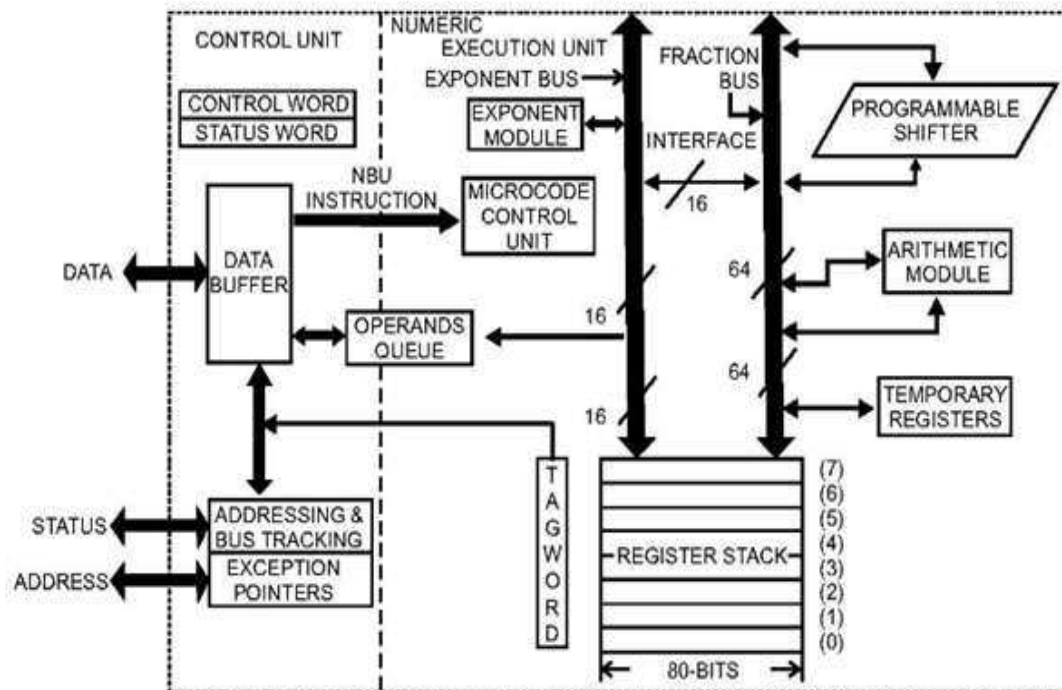 CONTROL UNIT
NUMERIC
EXECUTION UNIT
EXPONENT BUS
FRACTION
BUS
CONTROL WORD
STATUS WORD
EXPONENT
MODULE
PROGRAMMABLE
SHIFTER
INTERFACE
16
NBU
INSTRUCTION
MICROCODE
CONTROL
UNIT
DATA
DATA
BUFFER
64
ARITHMETIC
MODULE
16
OPERANDS
QUEUE
64
16
TEMPORARY
REGISTERS
TAGWORD
(7)
(6)
(5)
(4)
(3)
(2)
(1)
(0)
REGISTER STACK
STATUS
ADDRESSING &
BUS TRACKING
ADDRESS
EXCEPTION
POINTERS
80-BITS